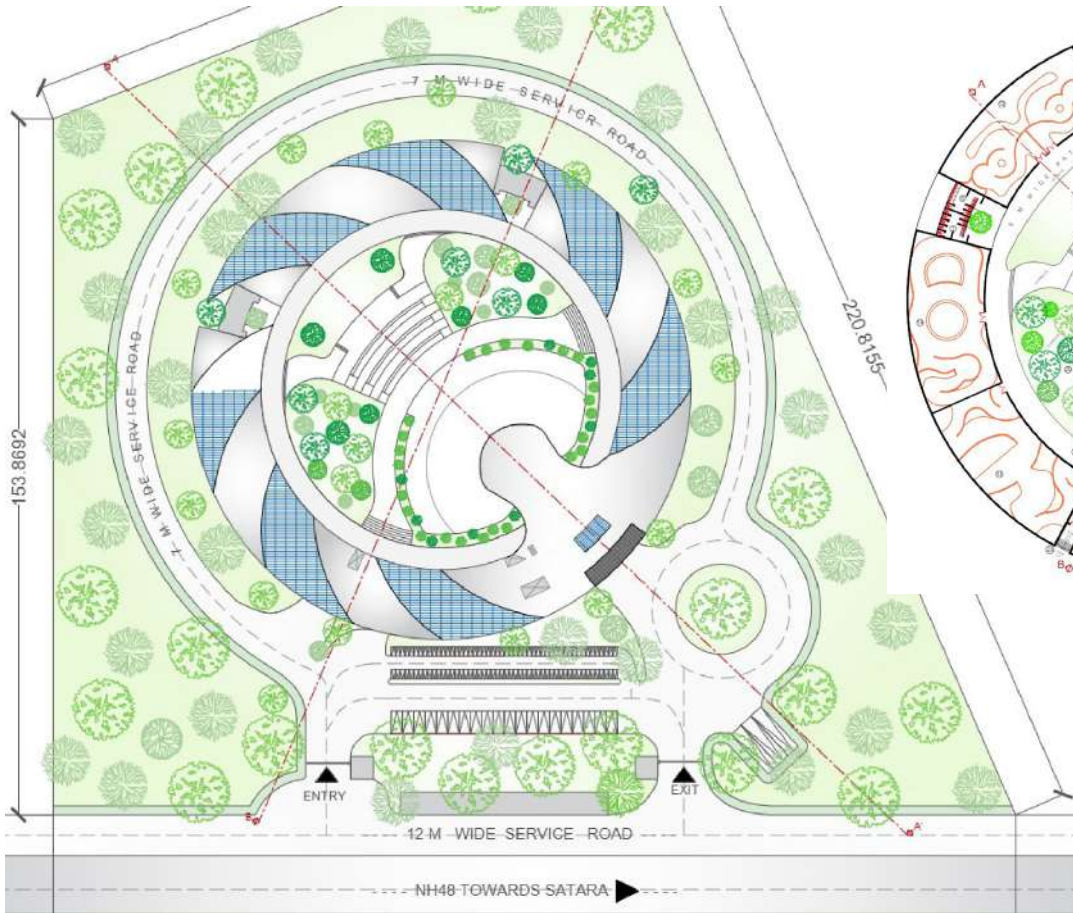 A
7 M WIDE SERVICR ROAD
A
220.8155
153.8692
7 M WIDE SERVICE ROAD
ENTRY
EXIT
B
B
A'
12 M WIDE SERVICE ROAD
NH48 TOWARDS SATARA